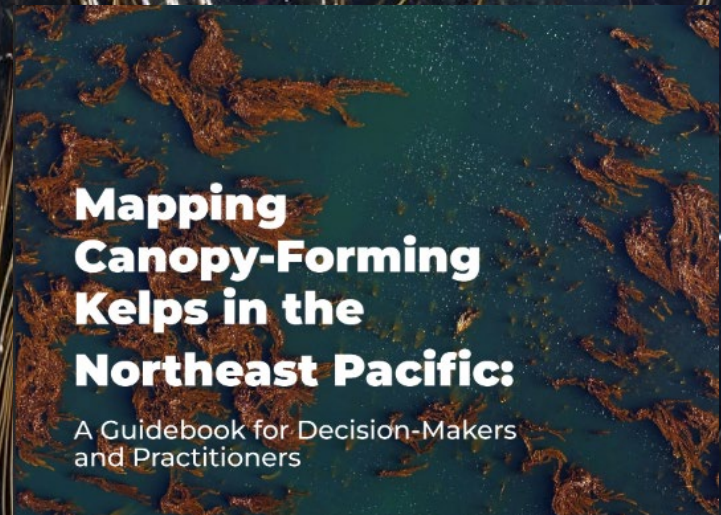 Mapping
Canopy-Forming
Kelps in the
Northeast Pacific:
A Guidebook for Decision-Makers
and Practitioners